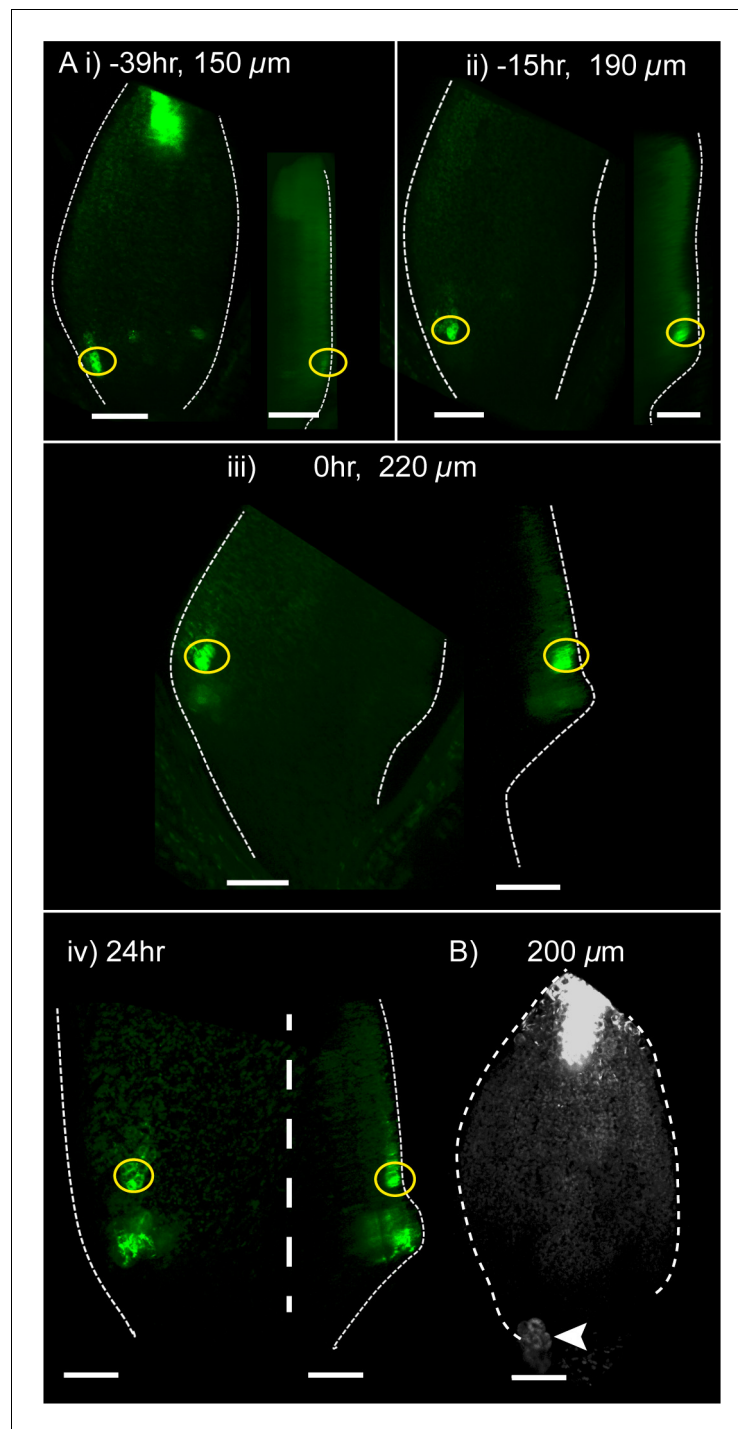 A i) -39hr, 150 µm
ii) -15hr, 190 µm
iii) 0hr, 220 µm
iv) 24hr
B) 200 µm